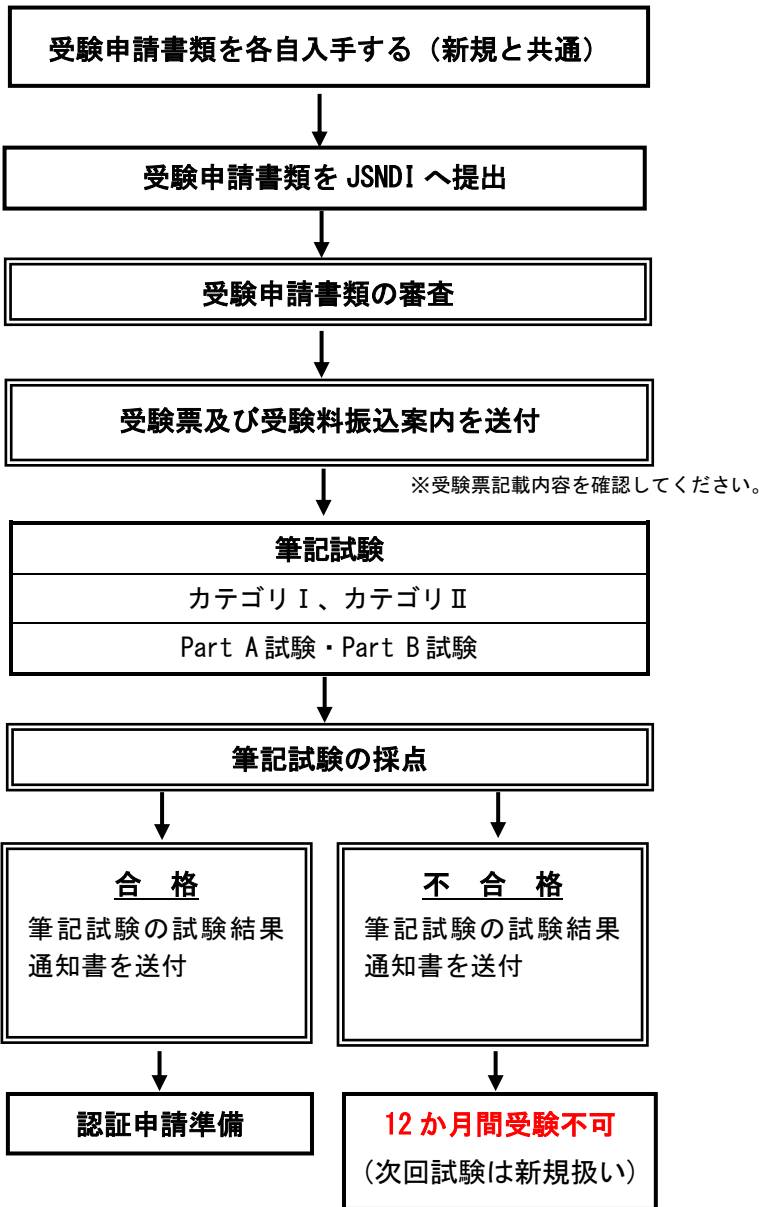 受験申請書類を各自入手する（新規と共通）
受験申請書類を JSNDI へ提出
受験申請書類の審査
受験票及び受験料振込案内を送付
※受験票記載内容を確認してください。
筆記試験
カテゴリⅠ、カテゴリⅡ
Part A 試験・Part B 試験
筆記試験の採点
合　格
筆記試験の試験結果
通知書を送付
不　合　格
筆記試験の試験結果
通知書を送付
認証申請準備
12 か月間受験不可
（次回試験は新規扱い）